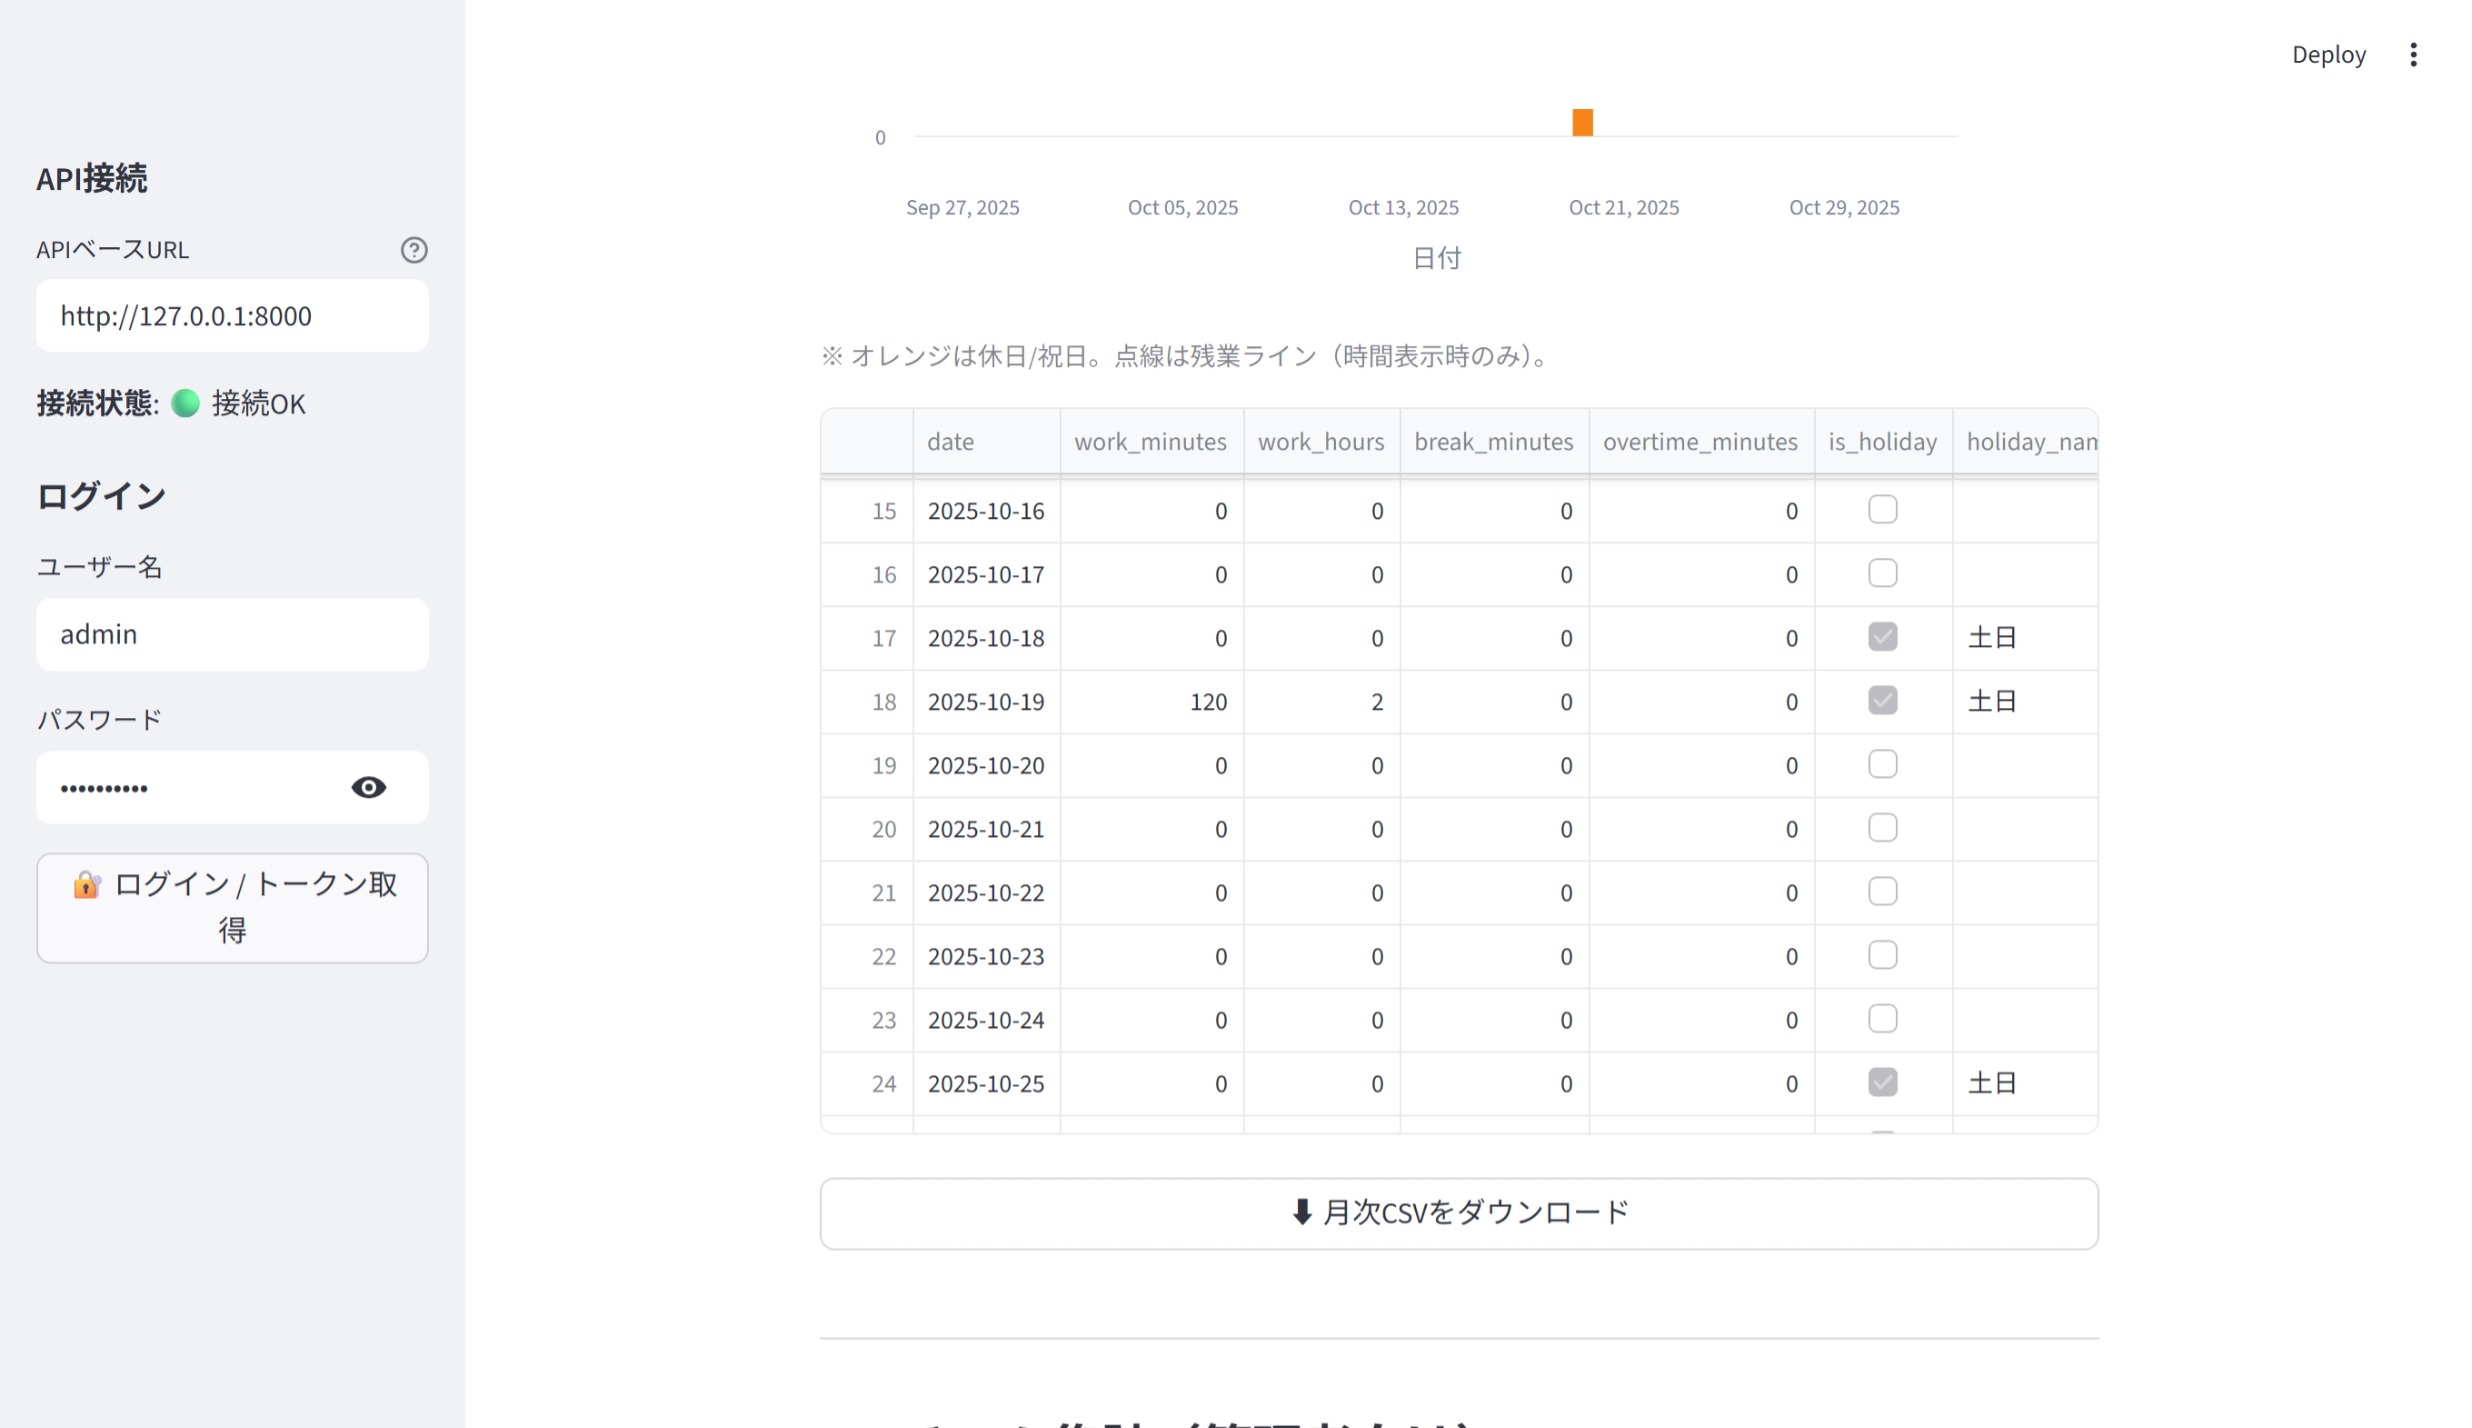 Deploy
API接続
APIベースURL
http://127.0.0.1:8000
接続状態: 接続OK
ログイン
ユーザー名
admin
パスワード
••••••••••
ログイン / トークン取
得
0
Sep 27, 2025 Oct 05, 2025 Oct 13, 2025 Oct 21, 2025 Oct 29, 2025
日付
※ オレンジは休日/祝日。点線は残業ライン（時間表示時のみ）。
date work_minutes work_hours break_minutes overtime_minutes is_holiday holiday_nam
15 2025-10-16 0 0 0 0
16 2025-10-17 0 0 0 0
17 2025-10-18 0 0 0 0 土日
18 2025-10-19 120 2 0 0 土日
19 2025-10-20 0 0 0 0
20 2025-10-21 0 0 0 0
21 2025-10-22 0 0 0 0
22 2025-10-23 0 0 0 0
23 2025-10-24 0 0 0 0
24 2025-10-25 0 0 0 0 土日
⬇ 月次CSVをダウンロード